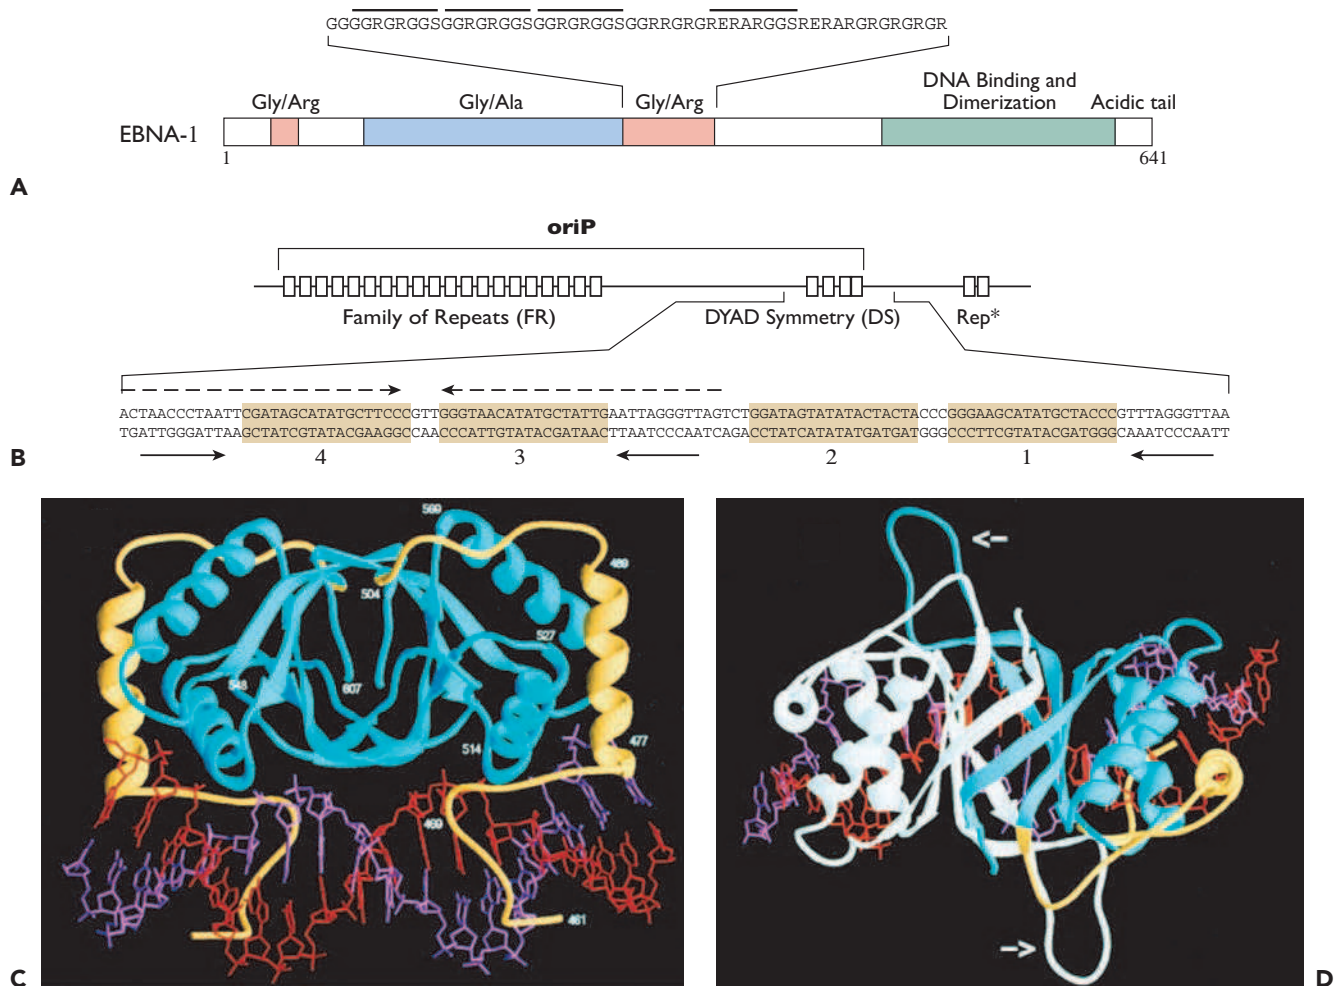 GGGGRGRGGSGGRGRGGSGGRGRGGSGGRRGRGRERARGGSRERARGRGRGRGR
Gly/Arg
Gly/Ala
Gly/Arg
DNA Binding and
Dimerization
Acidic tail
EBNA-1
1
641
A
oriP
Family of Repeats (FR)
DYAD Symmetry (DS)
Rep*
ACTAACCCTAATTCGATAGCATATGCTTCCCGTTGGGTAACATATGCTATTGAATTAGGGTTAGTCTGGATAGTATATACTACTACCCGGGAAGCATATGCTACCCGTTTAGGGTTAA
TGATTGGGATTAAGCTATCGTATACGAAGGGCAACCCATTGTATACGATAACTTAATCCCAATCAGACCTATCATATATGATGATGGGCCCTTCGTATACGATGGGCAAATCCCAATT
4
3
2
1
B
569
489
504
527
548
607
514
477
469
461
C
D